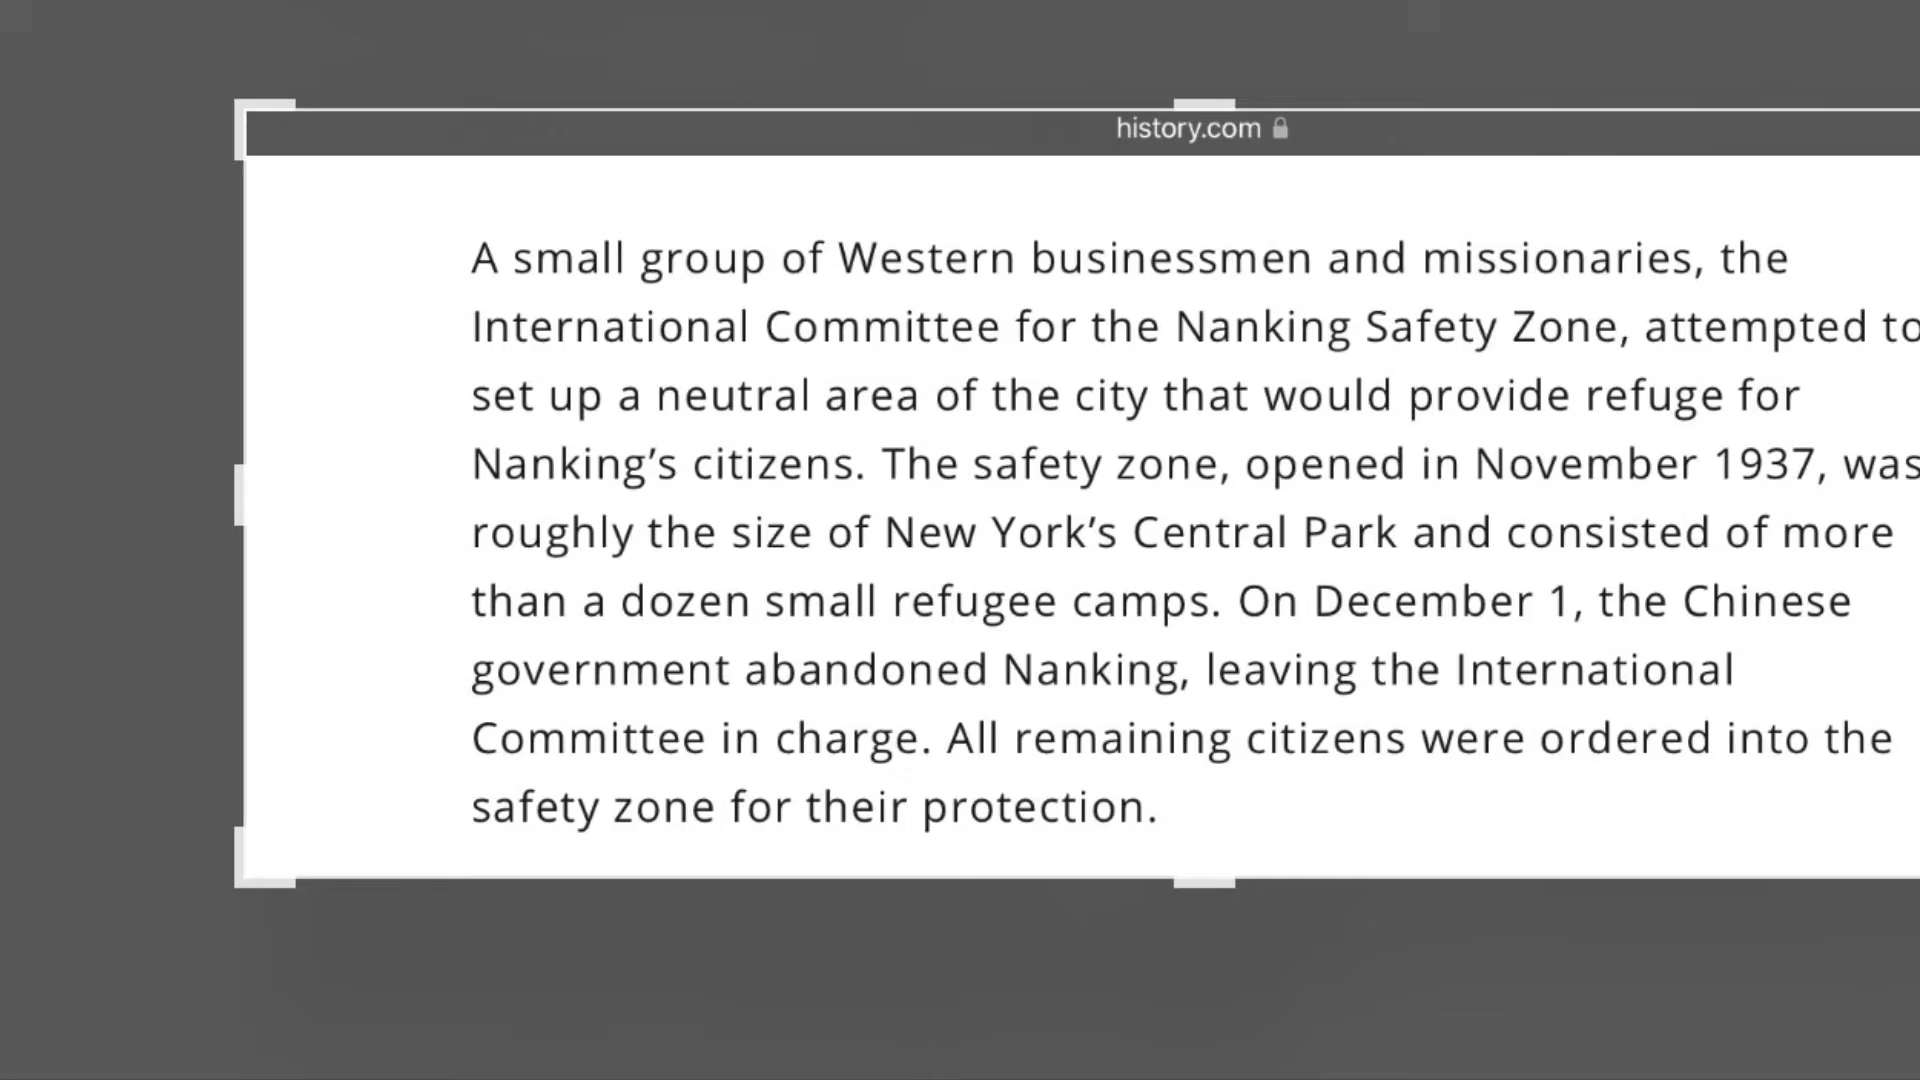 history.com
A small group of Western businessmen and missionaries, the
International Committee for the Nanking Safety Zone, attempted to
set up a neutral area of the city that would provide refuge for
Nanking’s citizens. The safety zone, opened in November 1937, was
roughly the size of New York’s Central Park and consisted of more
than a dozen small refugee camps. On December 1, the Chinese
government abandoned Nanking, leaving the International
Committee in charge. All remaining citizens were ordered into the
safety zone for their protection.